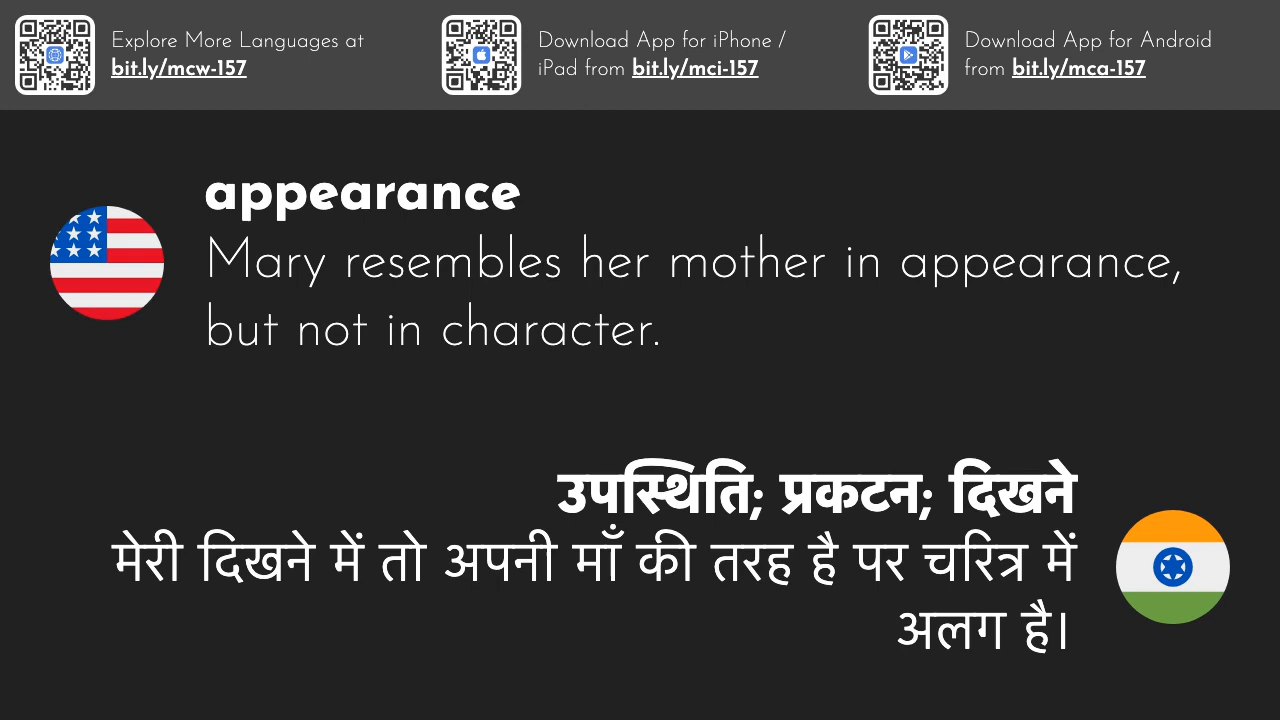 Explore More Languages at
bit.ly/mcw-157
Download App for iPhone /
iPad from bit.ly/mci-157
Download App for Android
from bit.ly/mca-157
appearance
Mary resembles her mother in appearance,
but not in character.
उपस्थिति; प्रकटन; दिखने
मेरी दिखने में तो अपनी माँ की तरह है पर चरित्र में
अलग है।